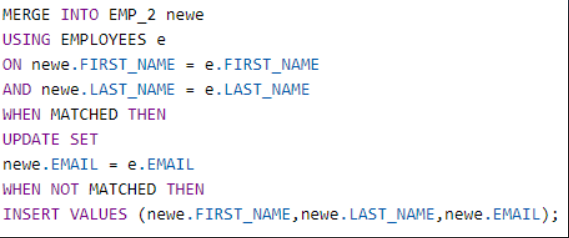 MERGE INTO EMP_2 newe
USING EMPLOYEES e
ON newe.FIRST_NAME = e.FIRST_NAME
AND newe.LAST_NAME = e.LAST_NAME
WHEN MATCHED THEN
UPDATE SET
newe.EMAIL = e.EMAIL
WHEN NOT MATCHED THEN
INSERT VALUES (newe.FIRST_NAME,newe.LAST_NAME,newe.EMAIL);